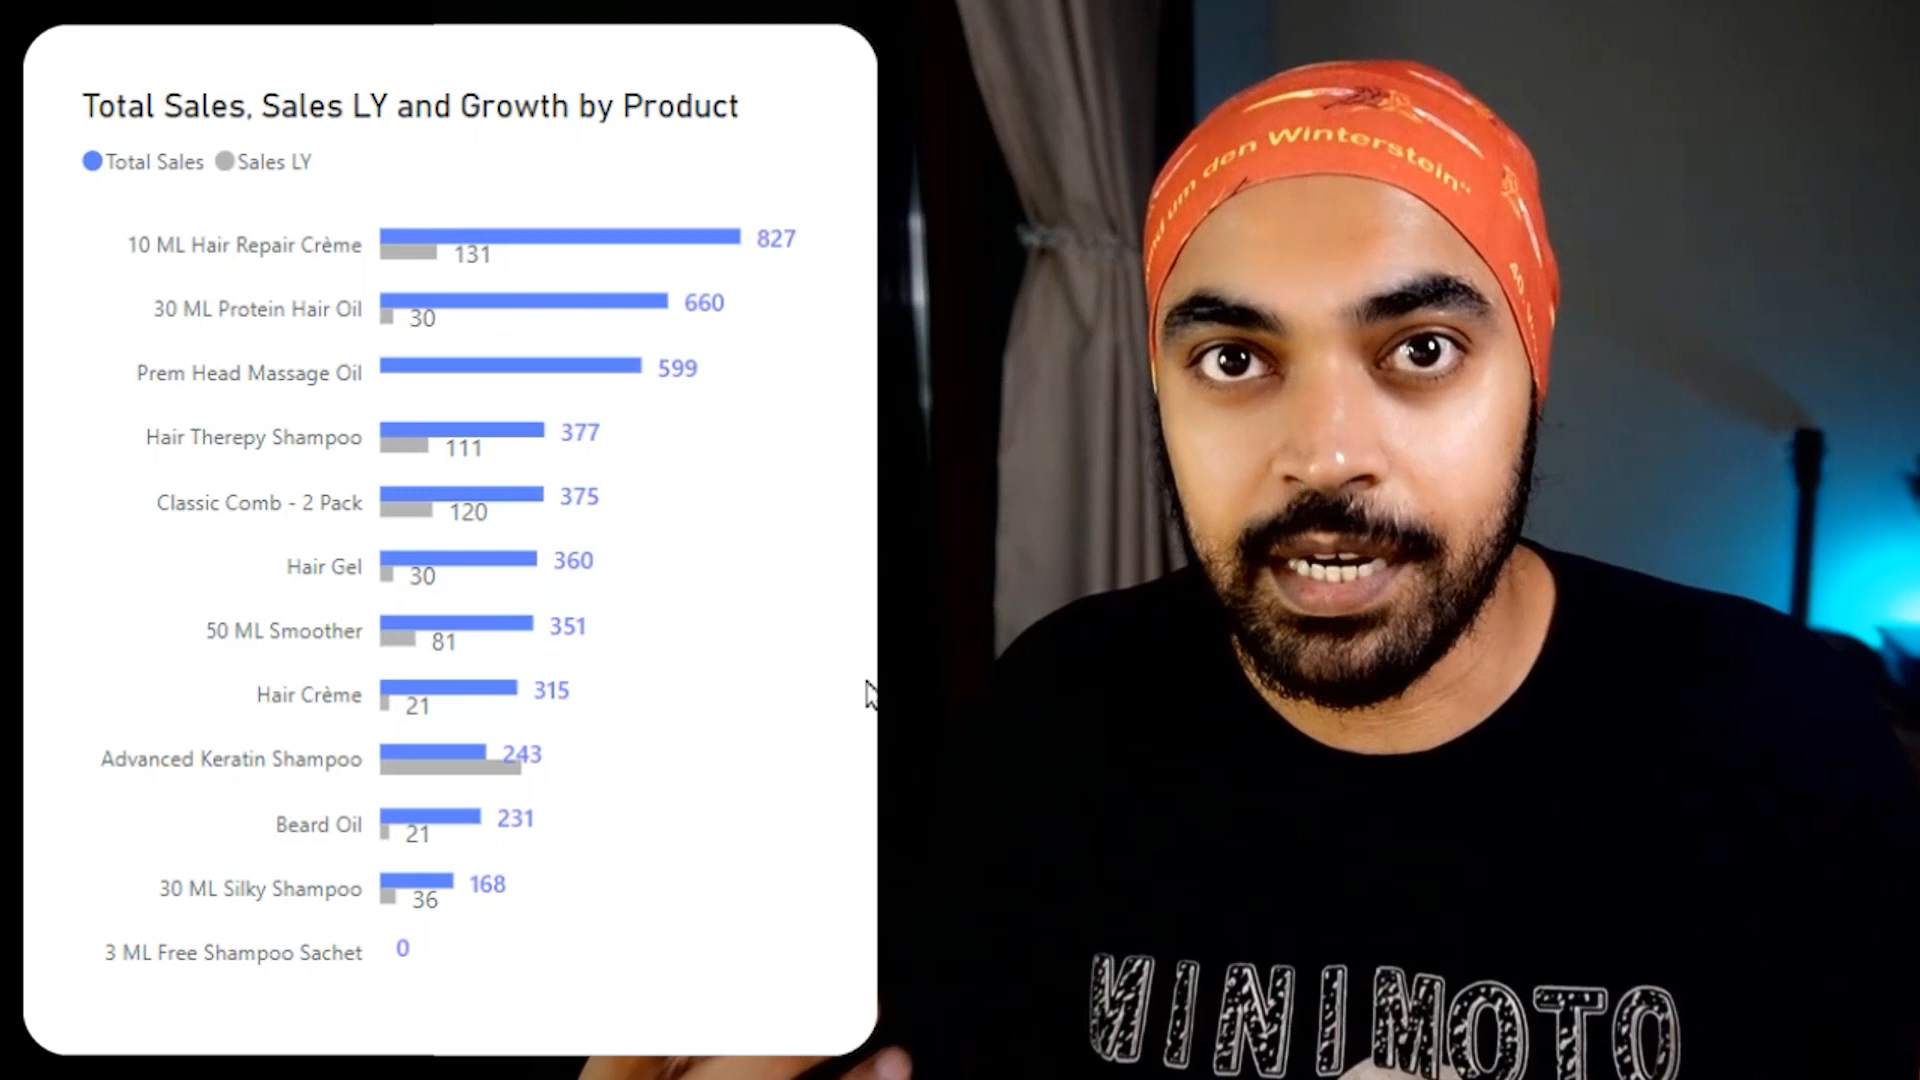 Total Sales, Sales LY and Growth by Product
Total Sales Sales LY
10 ML Hair Repair Crème 827
131
30 ML Protein Hair Oil 660
30
Prem Head Massage Oil 599
Hair Therepy Shampoo 377
111
Classic Comb - 2 Pack 375
120
Hair Gel 360
30
50 ML Smoother 351
81
Hair Crème 315
21
Advanced Keratin Shampoo 243
Beard Oil 231
21
30 ML Silky Shampoo 168
36
3 ML Free Shampoo Sachet 0
um den Winterstein"
40.
MINIMOTO